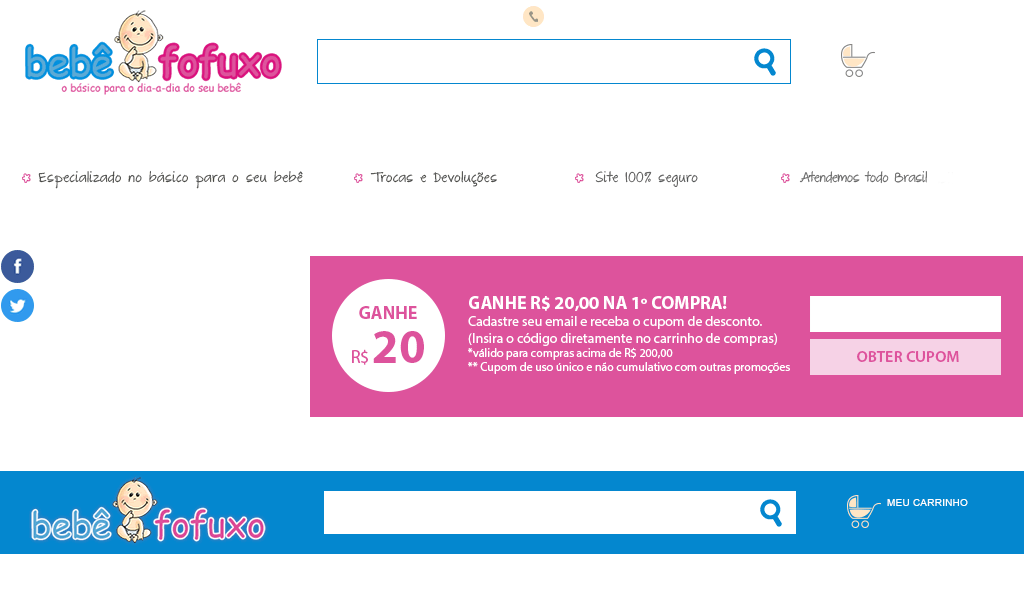 bebê fofuxo
o básico para o dia-a-dia do seu bebê
Especializado no básico para o seu bebê
Trocas e Devoluções
Site 100% seguro
Atendemos todo Brasil
f
GANHE
R$ 20
GANHE R$ 20,00 NA 1º COMPRA!
Cadastre seu email e receba o cupom de desconto.
(Insira o código diretamente no carrinho de compras)
*válido para compras acima de R$ 200,00
** Cupom de uso único e não cumulativo com outras promoções
OBTER CUPOM
bebê fofuxo
MEU CARRINHO